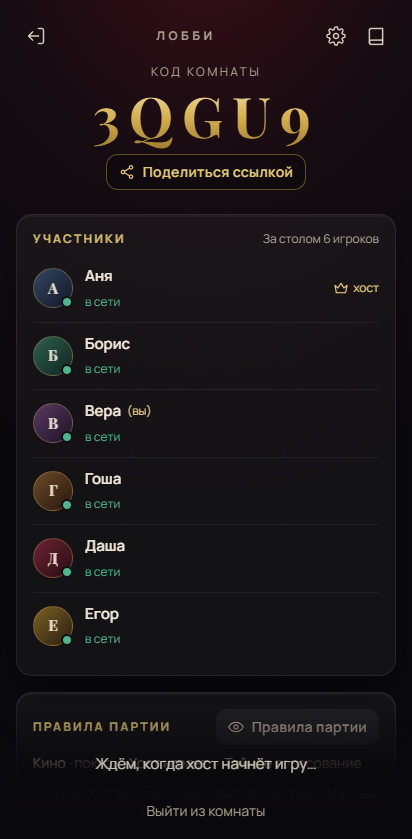 ЛОББИ
КОД КОМНАТЫ
3QGU9
Поделиться ссылкой
УЧАСТНИКИ За столом 6 игроков
А Аня
в сети
хост
Б Борис
в сети
В Вера (вы)
в сети
Г Гоша
в сети
Д Даша
в сети
Е Егор
в сети
ПРАВИЛА ПАРТИИ Правила партии
Кино
Ждём, когда хост начнёт игру…
Выйти из комнаты